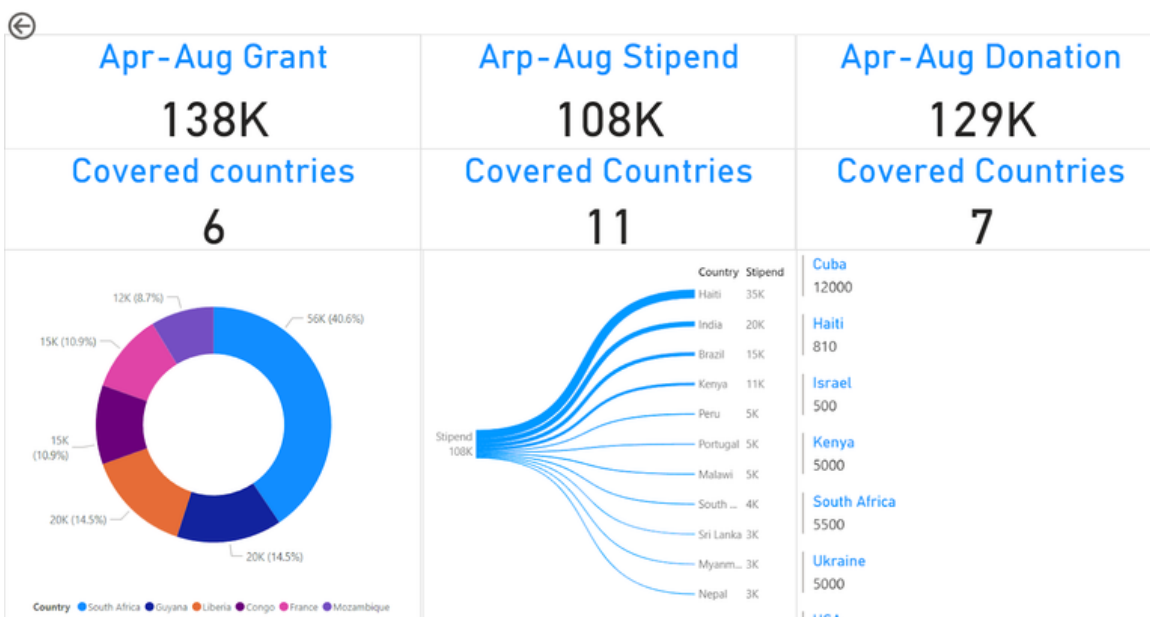 Apr-Aug Grant
138K
Covered countries
6
Arp-Aug Stipend
108K
Covered Countries
11
Apr-Aug Donation
129K
Covered Countries
7
12K (8.7%)
56K (40.6%)
15K (10.9%)
15K
(10.9%)
20K (14.5%)
20K (14.5%)
Country South Africa Guyana Liberia Congo France Mozambique
Country Stipend
Haiti 35K
India 20K
Brazil 15K
Kenya 11K
Peru 5K
Portugal 5K
Malawi 5K
South ... 4K
Sri Lanka 3K
Myanm... 3K
Nepal 3K
Stipend
108K
Cuba
12000
Haiti
810
Israel
500
Kenya
5000
South Africa
5500
Ukraine
5000